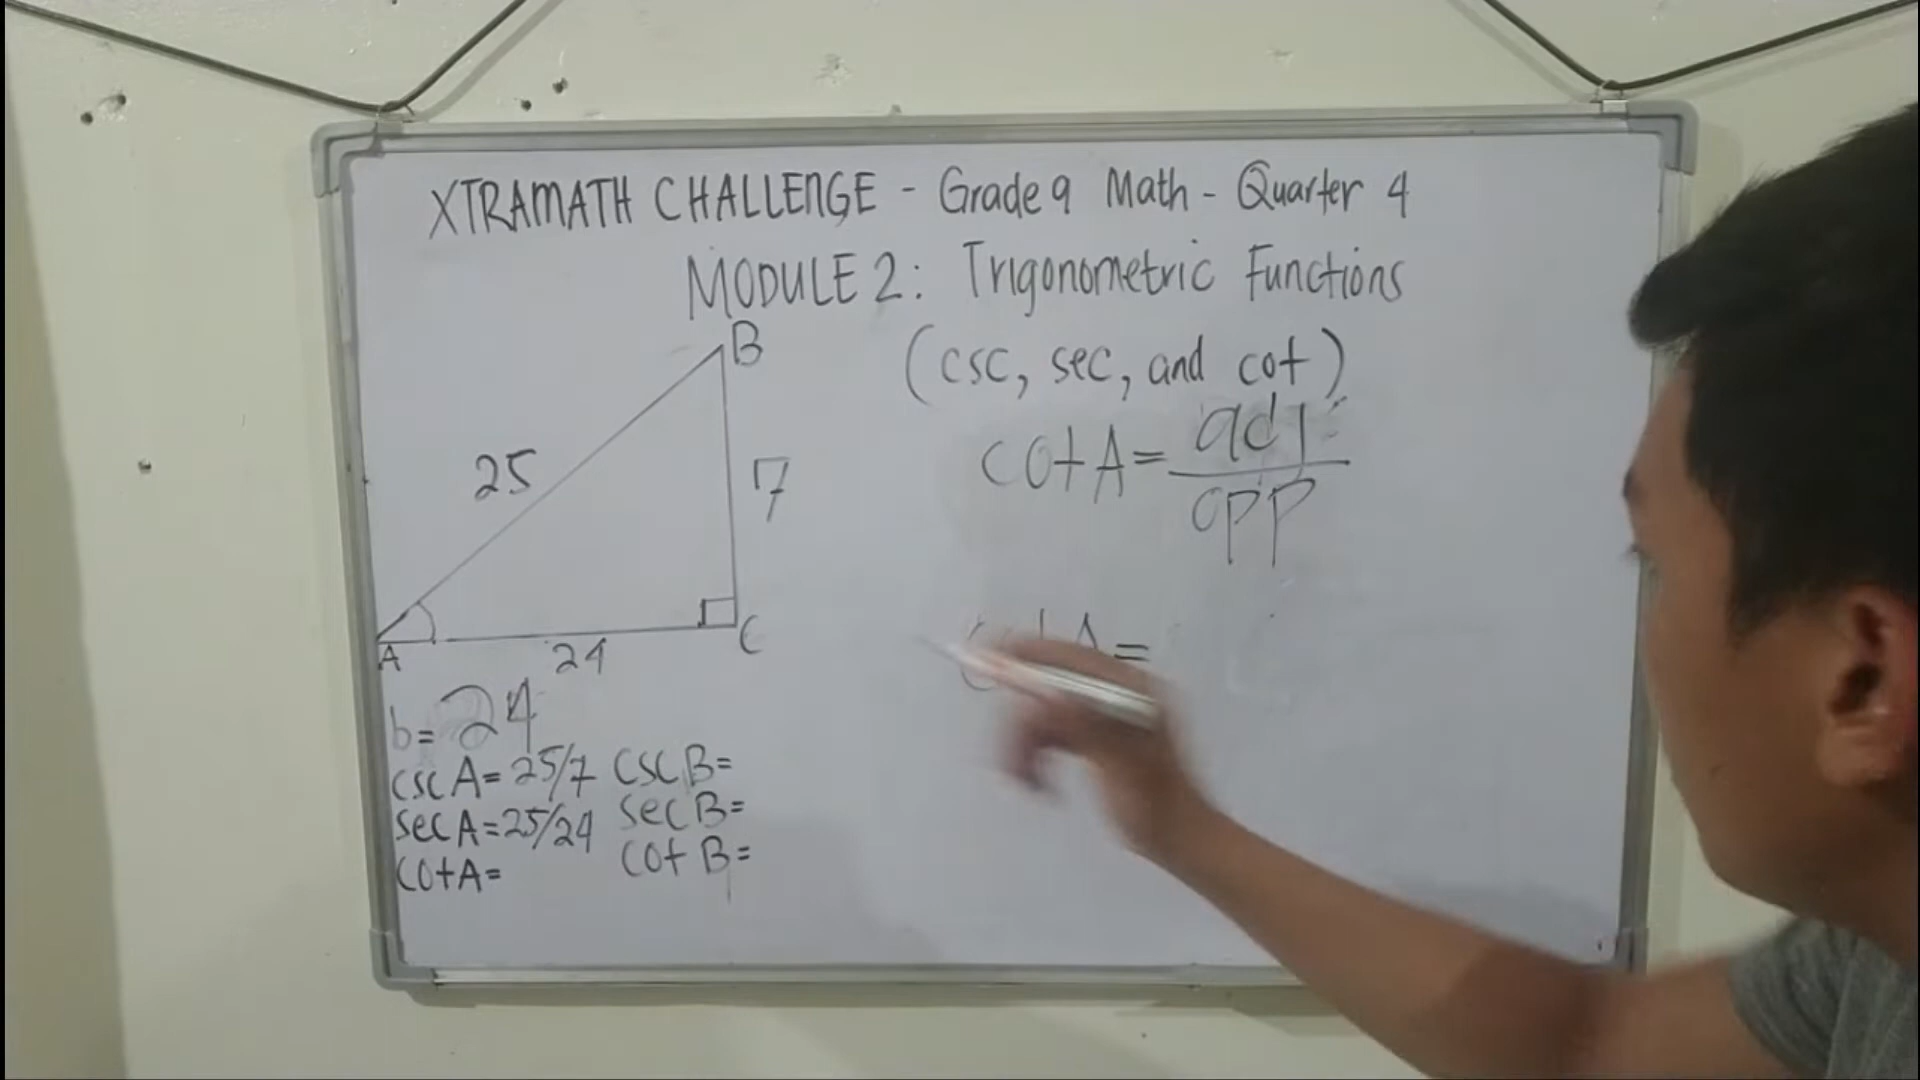 XTRAMATH CHALLENGE - Grade 9 Math - Quarter 4
MODULE 2: Trigonometric Functions
(csc, sec, and cot)
B
25
7
A
24
C
b = 24
csc A = 25/7 csc B =
sec A = 25/24 sec B =
cot A = cot B =
cot A = adj
opp
A =